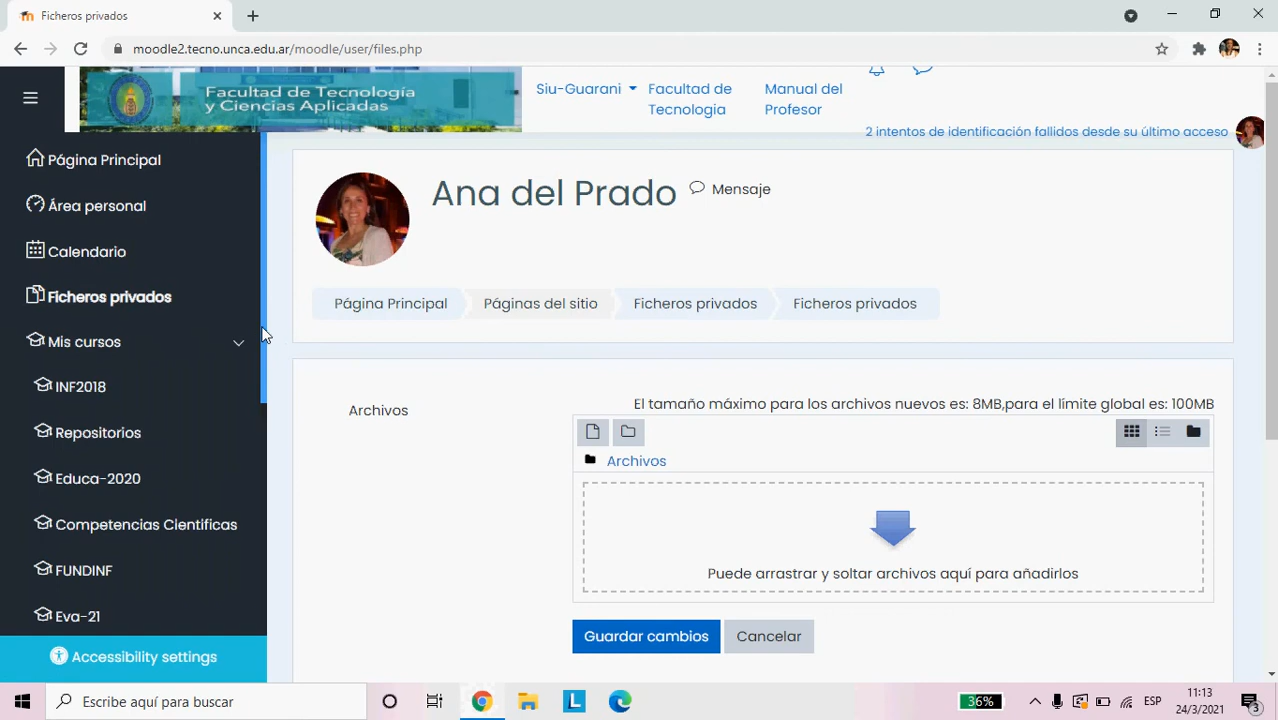 Ficheros privados
moodle2.tecno.unca.edu.ar/moodle/user/files.php
Facultad de Tecnología
y Ciencias Aplicadas
Siu-Guarani
Facultad de
Tecnologia
Manual del
Profesor
2 intentos de identificación fallidos desde su último acceso
Página Principal
Área personal
Calendario
Ficheros privados
Mis cursos
INF2018
Repositorios
Educa-2020
Competencias Cientificas
FUNDINF
Eva-21
Accessibility settings
Ana del Prado
Mensaje
Página Principal
Páginas del sitio
Ficheros privados
Ficheros privados
Archivos
El tamaño máximo para los archivos nuevos es: 8MB,para el límite global es: 100MB
Archivos
Puede arrastrar y soltar archivos aquí para añadirlos
Guardar cambios
Cancelar
Escribe aquí para buscar
L
36%
ESP
11:13
24/3/2021
3